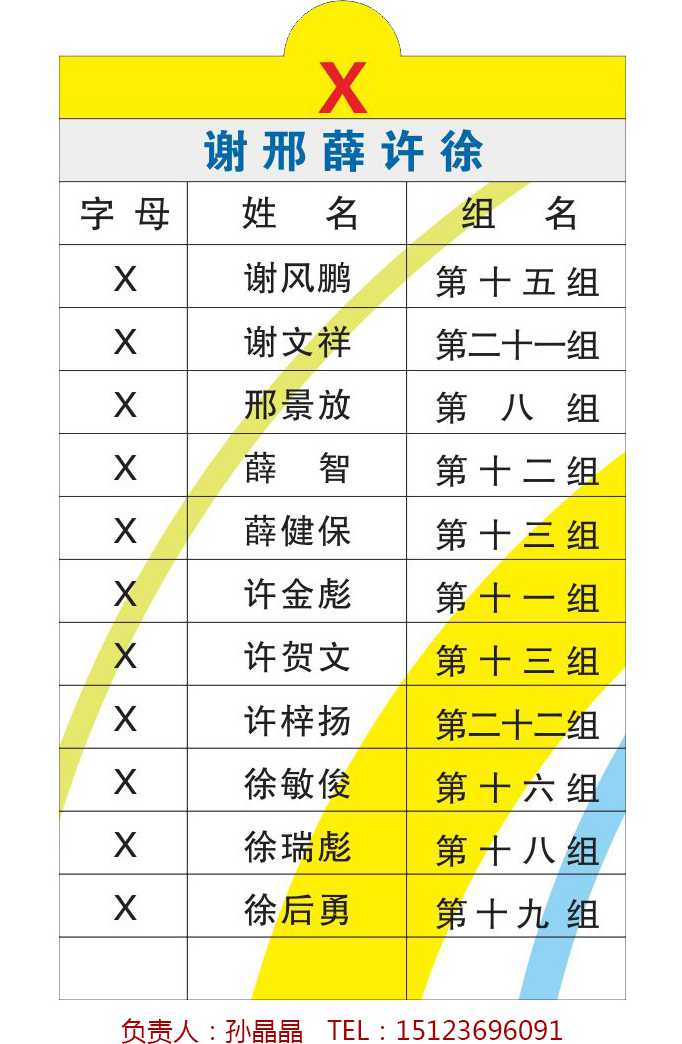 X
谢邢薛许徐
字母 姓名 组名
X 谢风鹏 第十五组
X 谢文祥 第二十一组
X 邢景放 第八组
X 薛智 第十二组
X 薛健保 第十三组
X 许金彪 第十一组
X 许贺文 第十三组
X 许梓扬 第二十二组
X 徐敏俊 第十六组
X 徐瑞彪 第十八组
X 徐后勇 第十九组
负责人：孙晶晶 TEL：15123696091